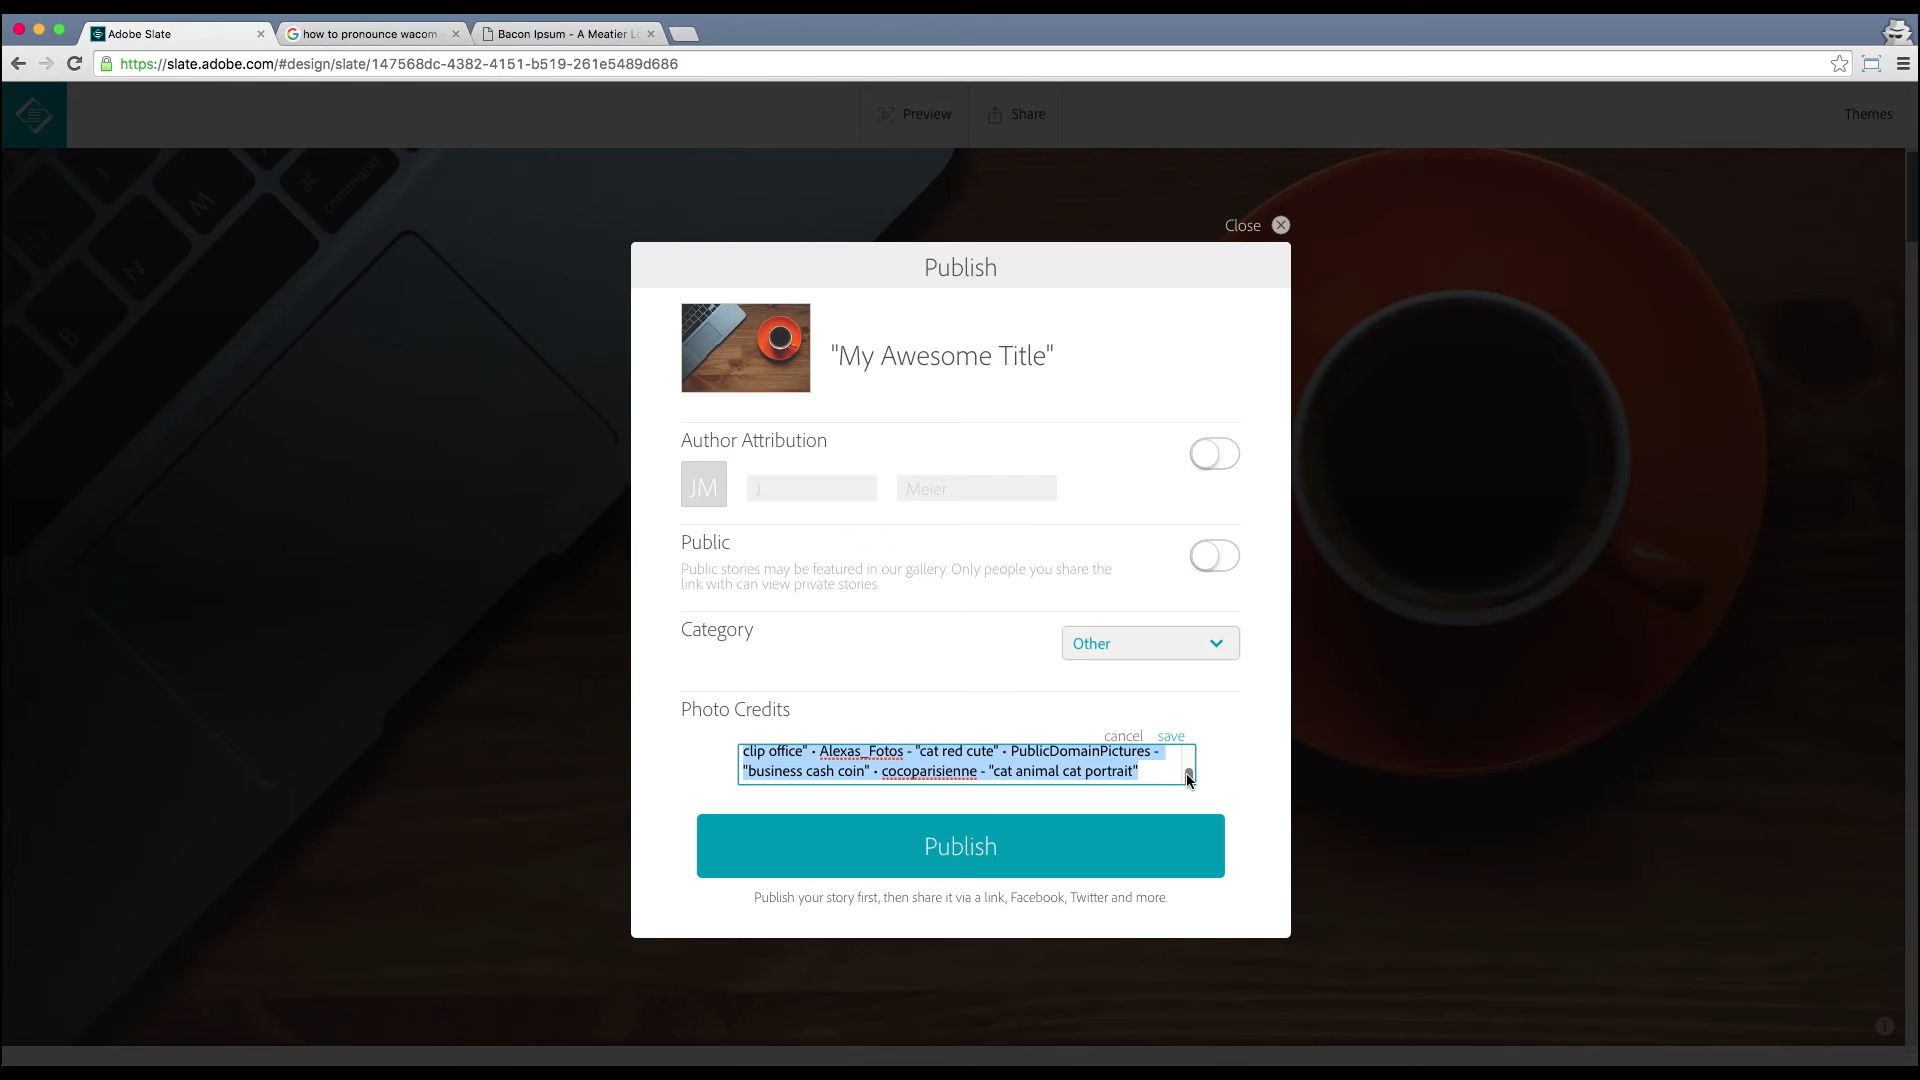 Adobe Slate
how to pronounce wacom -
Bacon Ipsum - A Meatier Lo
https://slate.adobe.com/#design/slate/147568dc-4382-4151-b519-261e5489d686
Preview
Share
Themes
command
M
N
B
V
Close
Publish
"My Awesome Title"
Author Attribution
JM
J
Meier
Public
Public stories may be featured in our gallery. Only people you share the
link with can view private stories.
Category
Other
Photo Credits
cancel save
clip office" • Alexas_Fotos - "cat red cute" • PublicDomainPictures -
"business cash coin" • cocoparisienne - "cat animal cat portrait"
Publish
Publish your story first, then share it via a link, Facebook, Twitter and more.